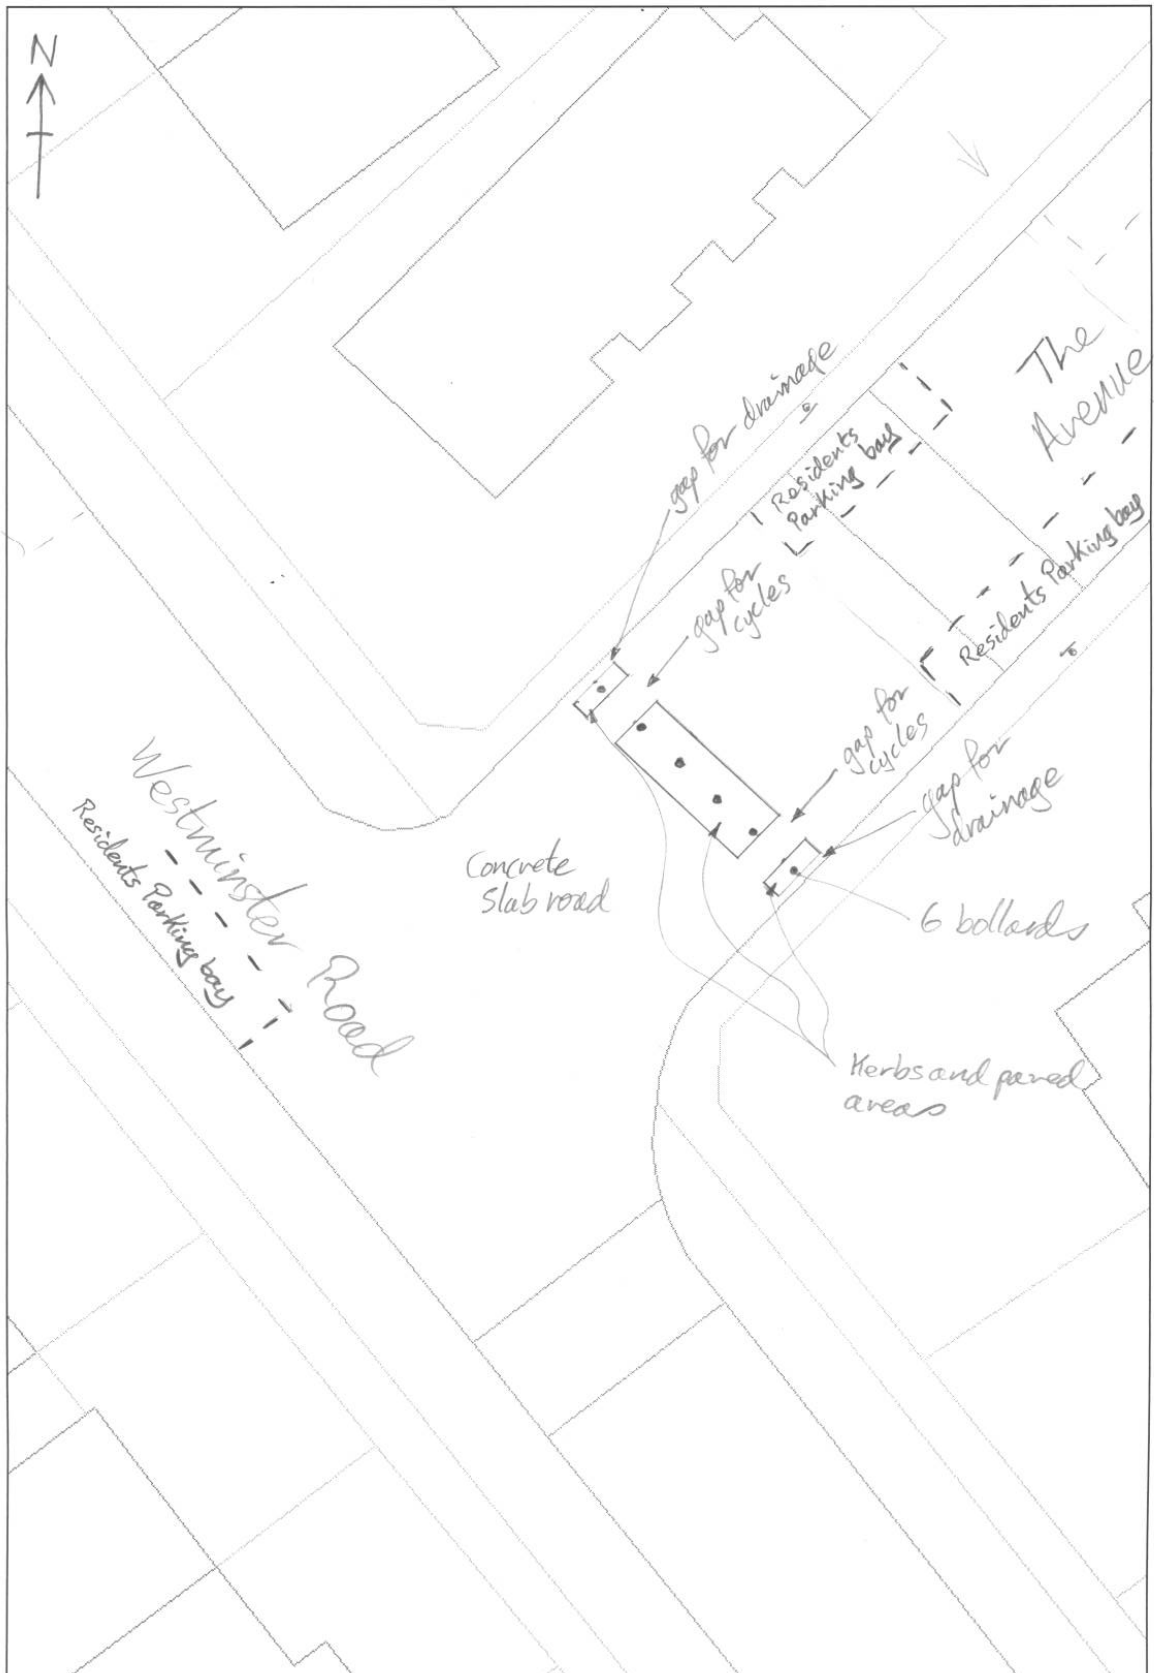 N
The
Avenue
gap for drainage
Residents
Parking bay
gap for
cycles
Residents Parking bay
gap for
cycles
gap for
drainage
Westminster Road
Residents Parking bay
Concrete
Slab road
6 bollards
Kerbs and paved
areas